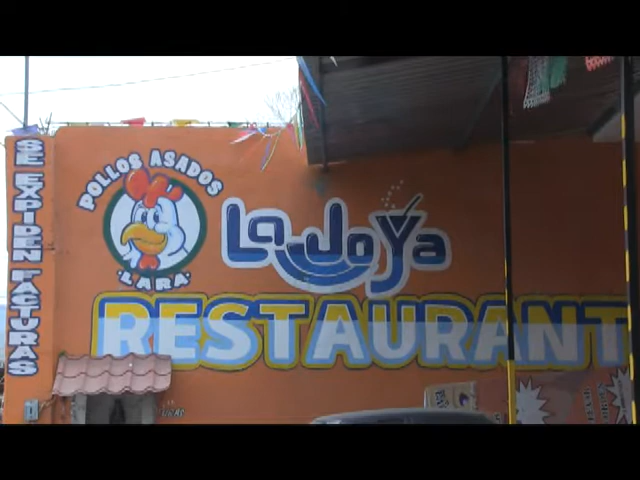 SE EXPIDEN FACTURAS
POLLOS ASADOS
"LARA"
La Joya
RESTAURANT